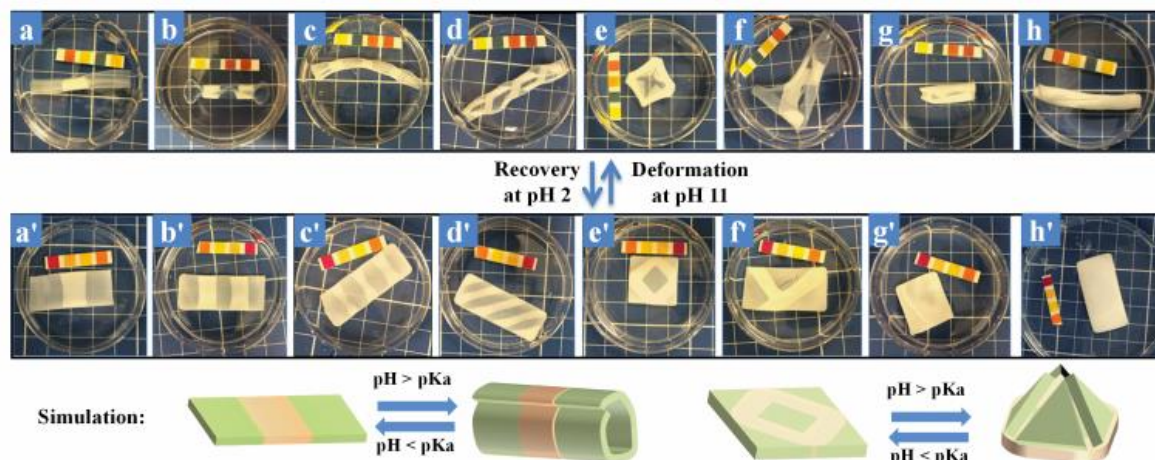 a b c d e f g h
Recovery Deformation
at pH 2 at pH 11
a' b' c' d' e' f' g' h'
pH > pKa pH > pKa
Simulation:
pH < pKa pH < pKa